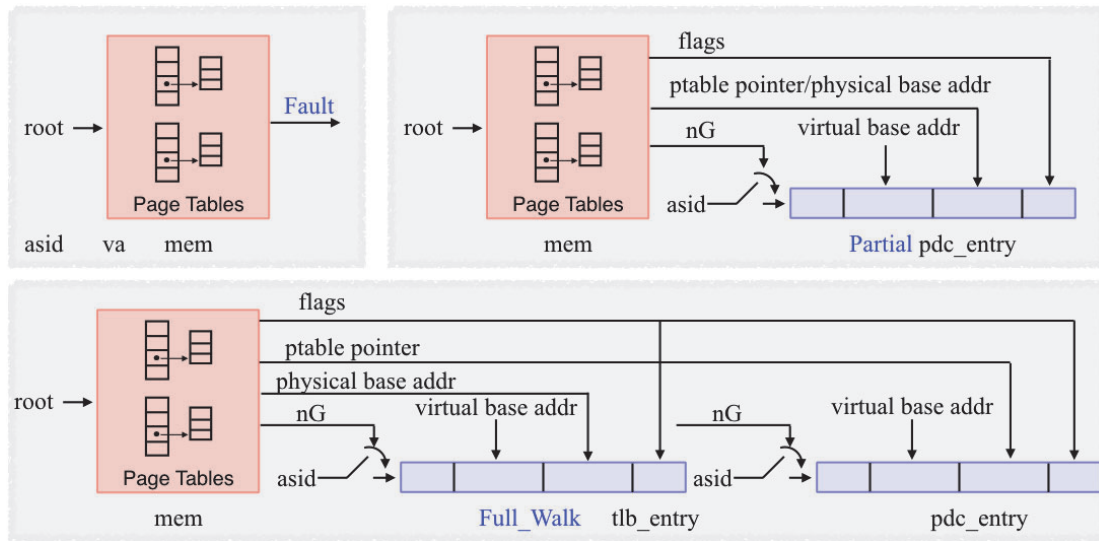 root
Page Tables
Fault
asid va mem
root
Page Tables
flags
ptable pointer/physical base addr
virtual base addr
nG
asid
mem
Partial pdc_entry
root
Page Tables
flags
ptable pointer
physical base addr
nG
virtual base addr
nG
virtual base addr
asid
asid
mem
Full_Walk tlb_entry
pdc_entry